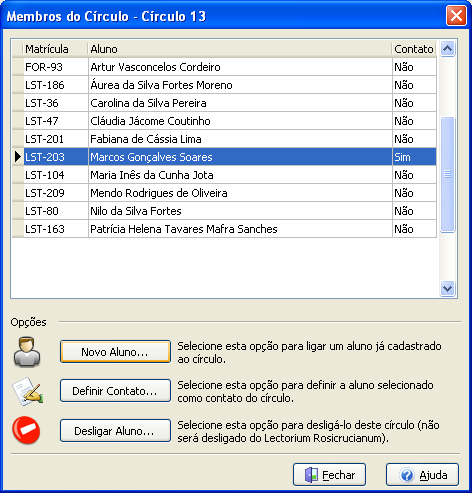 Membros do Círculo - Círculo 13
Matrícula Aluno Contato
FOR-93 Artur Vasconcelos Cordeiro Não
LST-186 Áurea da Silva Fortes Moreno Não
LST-36 Carolina da Silva Pereira Não
LST-47 Cláudia Jácome Coutinho Não
LST-201 Fabiana de Cássia Lima Não
LST-203 Marcos Gonçalves Soares Sim
LST-104 Maria Inês da Cunha Jota Não
LST-209 Mendo Rodrigues de Oliveira Não
LST-80 Nilo da Silva Fortes Não
LST-163 Patrícia Helena Tavares Mafra Sanches Não
Opções
Novo Aluno...
Selecione esta opção para ligar um aluno já cadastrado
ao círculo.
Definir Contato...
Selecione esta opção para definir a aluno selecionado
como contato do círculo.
Desligar Aluno...
Selecione esta opção para desligá-lo deste círculo (não
será desligado do Lectorium Rosicrucianum).
Fechar
Ajuda